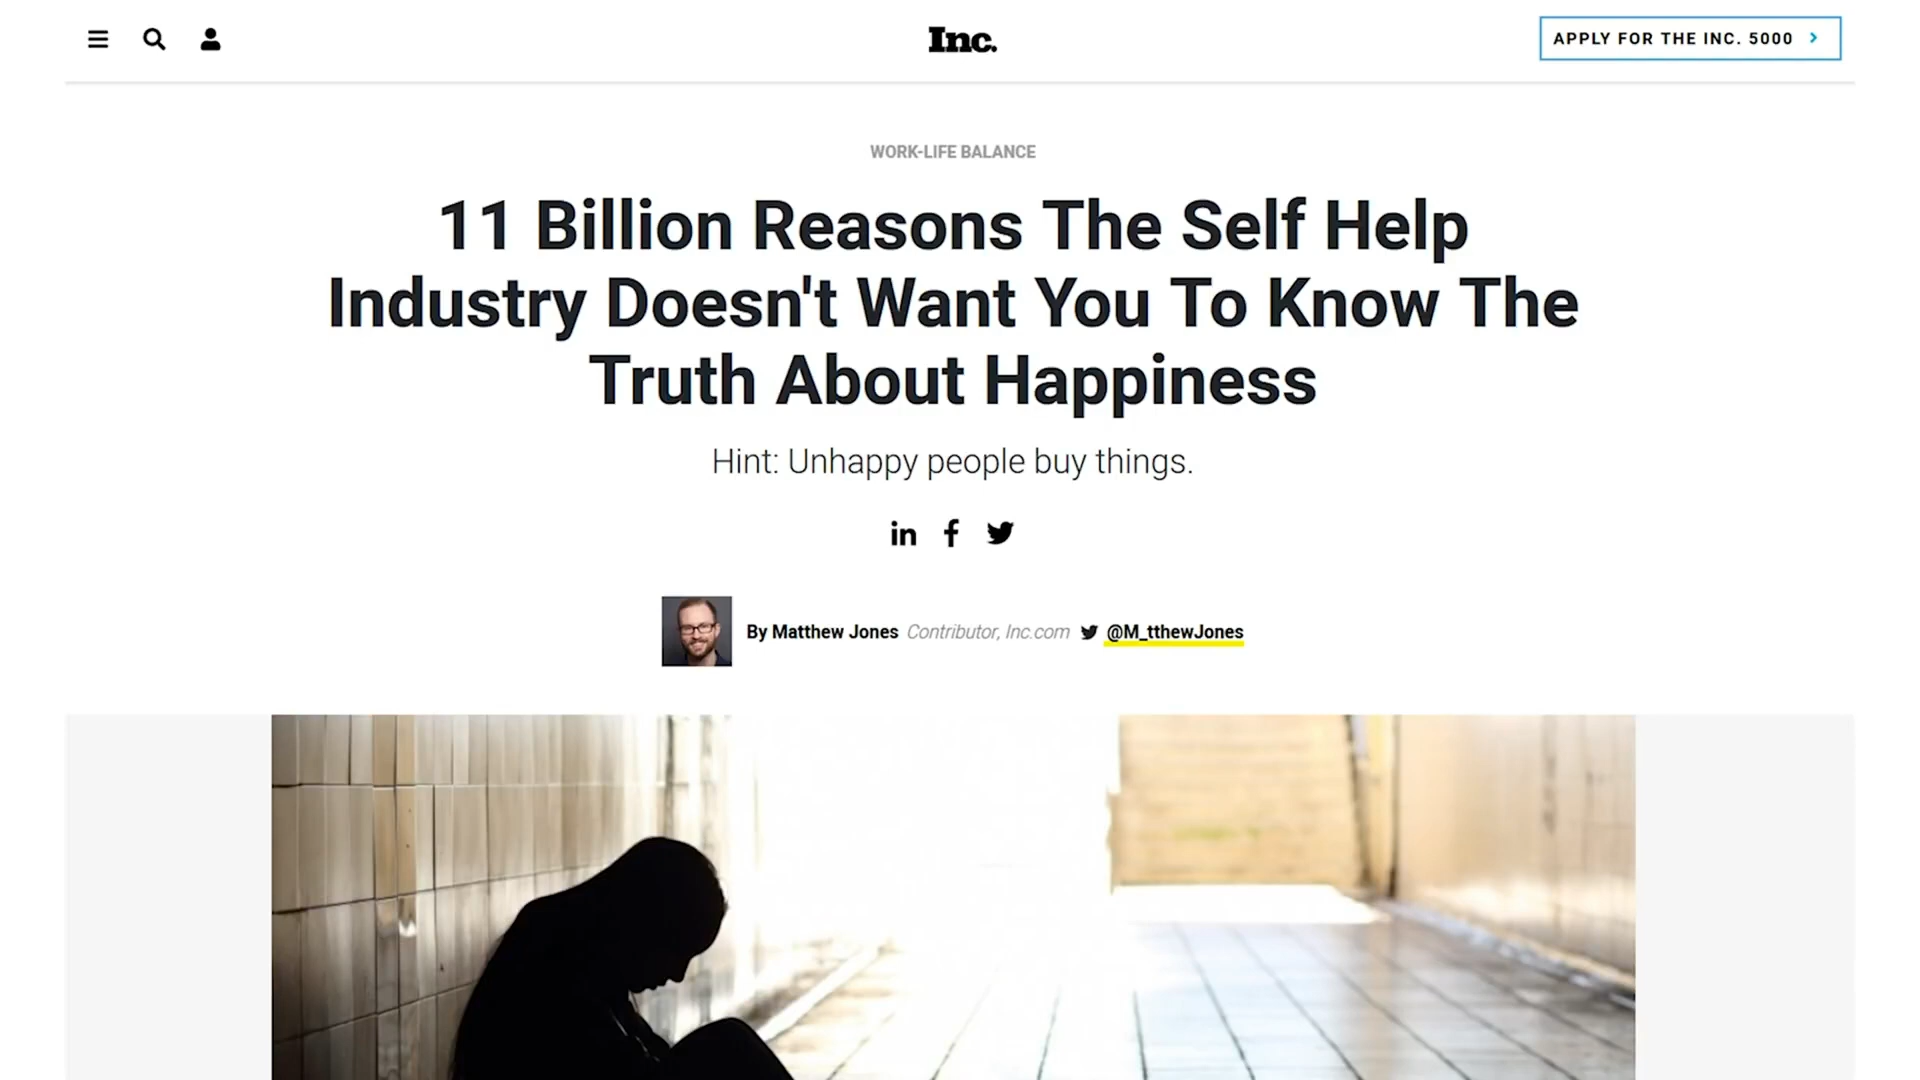 Inc.
APPLY FOR THE INC. 5000
WORK-LIFE BALANCE
11 Billion Reasons The Self Help
Industry Doesn't Want You To Know The
Truth About Happiness
Hint: Unhappy people buy things.
By Matthew Jones Contributor, Inc.com @M_tthewJones